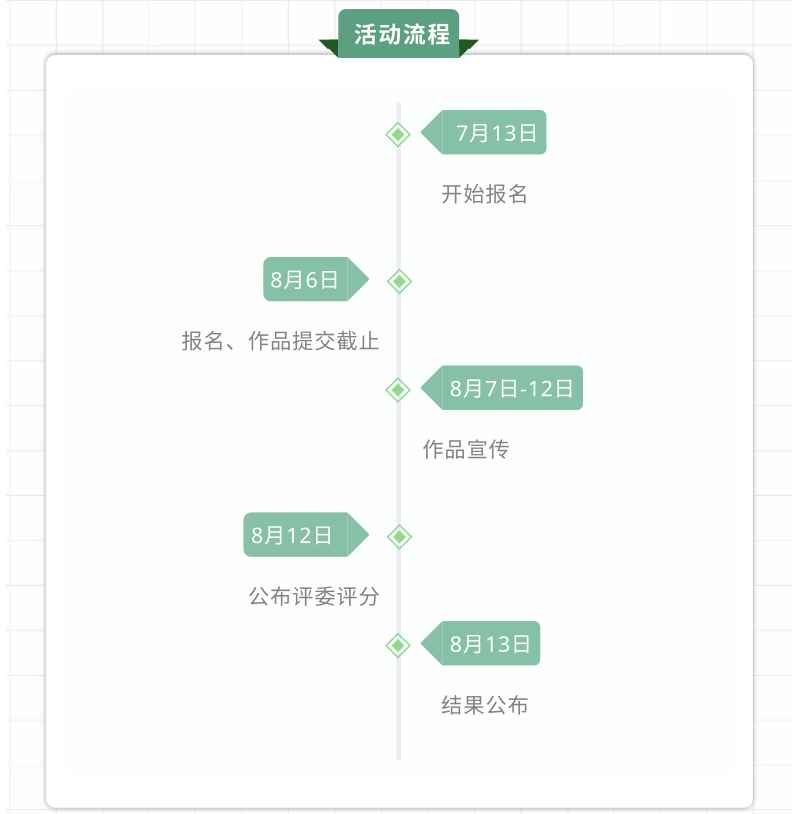 活动流程
7月13日
开始报名
8月6日
报名、作品提交截止
8月7日-12日
作品宣传
8月12日
公布评委评分
8月13日
结果公布